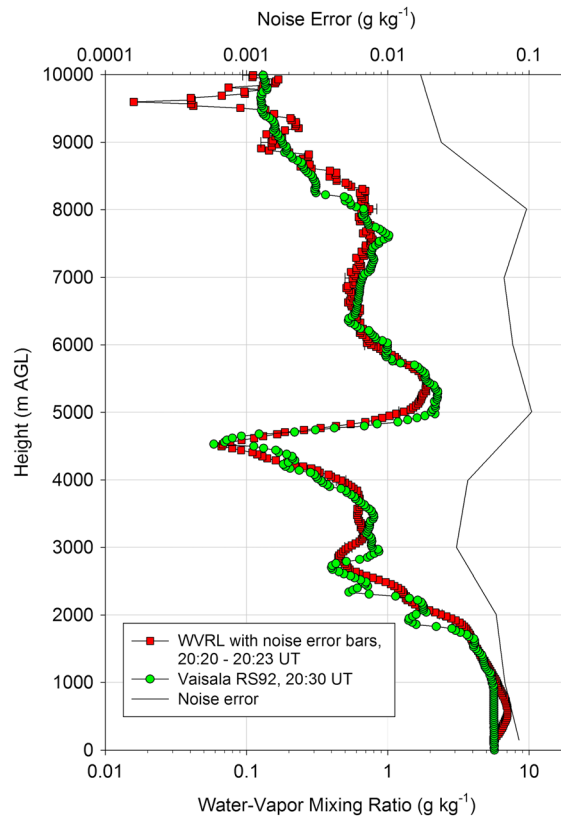 Noise Error (g kg⁻¹)
0.0001 0.001 0.01 0.1
10000
9000
8000
7000
6000
5000
4000
3000
2000
1000
0
Height (m AGL)
WVRL with noise error bars,
20:20 - 20:23 UT
Vaisala RS92, 20:30 UT
Noise error
0.01 0.1 1 10
Water-Vapor Mixing Ratio (g kg⁻¹)